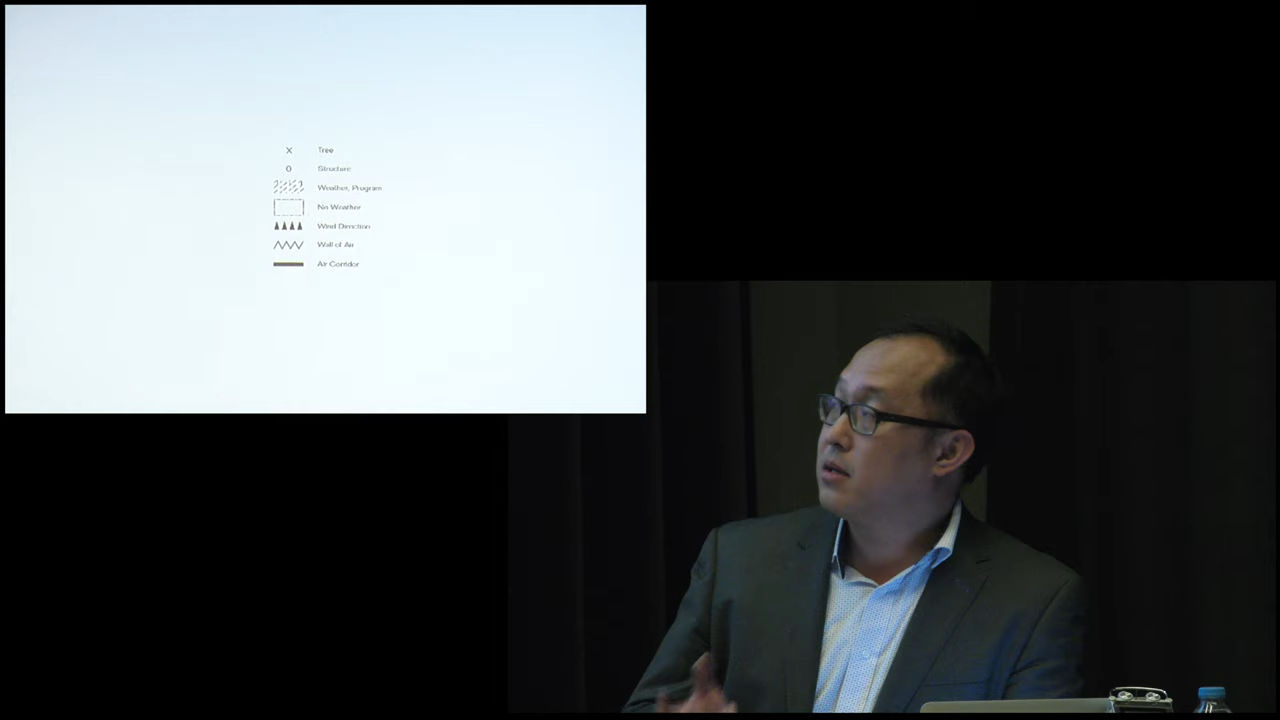 x Tree
o Structure
Weather, Program
No Weather
Wind Direction
Wall of Air
Air Corridor